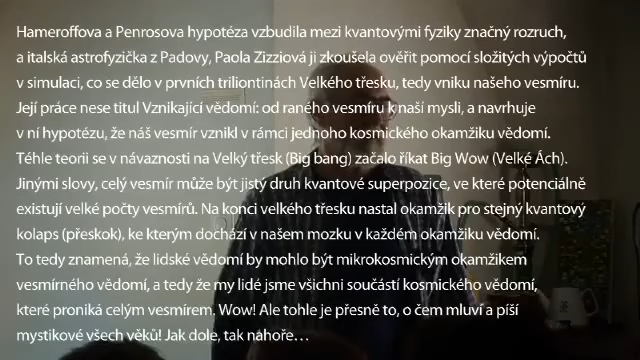 Hameroffova a Penrosova hypotéza vzbudila mezi kvantovými fyziky značný rozruch,
a italská astrofyzička z Padovy, Paola Zizziová ji zkoušela ověřit pomocí složitých výpočtů
v simulaci, co se dělo v prvních triliontinách Velkého třesku, tedy vniku našeho vesmíru.
Její práce nese titul Vznikající vědomí: od raného vesmíru k naší mysli, a navrhuje
v ní hypotézu, že náš vesmír vznikl v rámci jednoho kosmického okamžiku vědomí.
Téhle teorii se v návaznosti na Velký třesk (Big bang) začalo říkat Big Wow (Velké Ách).
Jinými slovy, celý vesmír může být jistý druh kvantové superpozice, ve které potenciálně
existují velké počty vesmírů. Na konci velkého třesku nastal okamžik pro stejný kvantový
kolaps (přeskok), ke kterým dochází v našem mozku v každém okamžiku vědomí.
To tedy znamená, že lidské vědomí by mohlo být mikrokosmickým okamžikem
vesmírného vědomí, a tedy že my lidé jsme všichni součástí kosmického vědomí,
které proniká celým vesmírem. Wow! Ale tohle je přesně to, o čem mluví a píší
mystikové všech věků! Jak dole, tak nahoře…